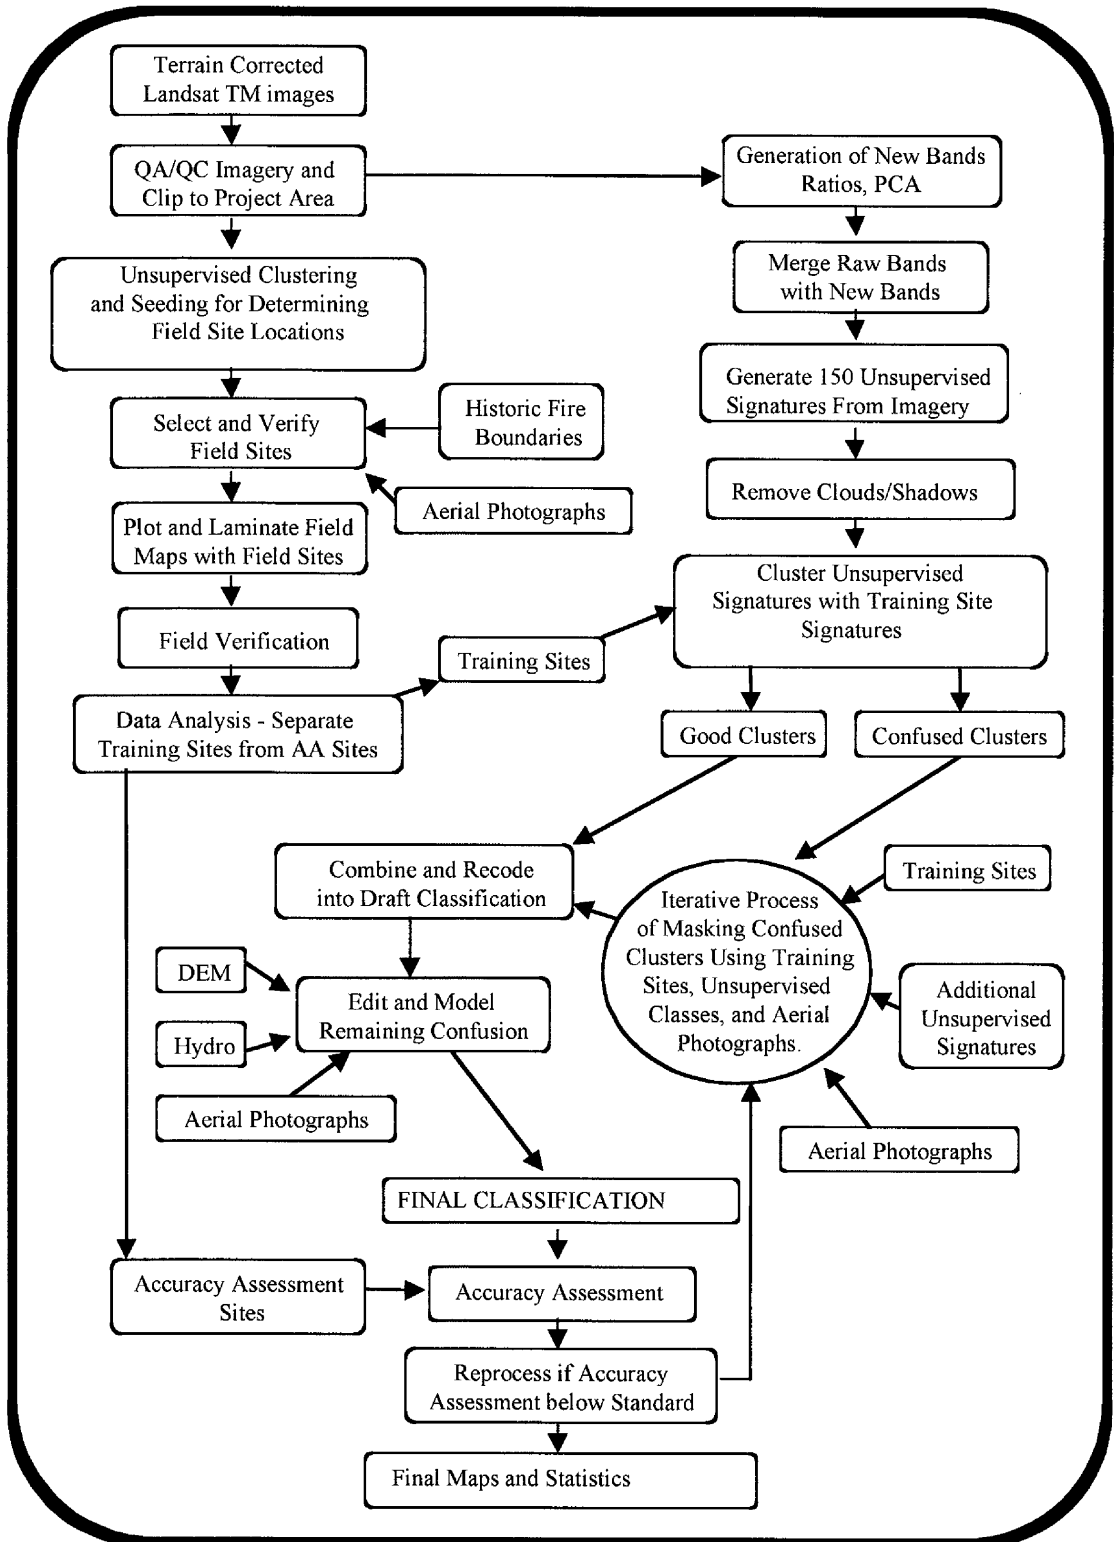 Terrain Corrected
Landsat TM images
QA/QC Imagery and
Clip to Project Area
Generation of New Bands
Ratios, PCA
Unsupervised Clustering
and Seeding for Determining
Field Site Locations
Merge Raw Bands
with New Bands
Generate 150 Unsupervised
Signatures From Imagery
Select and Verify
Field Sites
Historic Fire
Boundaries
Aerial Photographs
Remove Clouds/Shadows
Plot and Laminate Field
Maps with Field Sites
Cluster Unsupervised
Signatures with Training Site
Signatures
Field Verification
Training Sites
Data Analysis - Separate
Training Sites from AA Sites
Good Clusters
Confused Clusters
Combine and Recode
into Draft Classification
Iterative Process
of Masking Confused
Clusters Using Training
Sites, Unsupervised
Classes, and Aerial
Photographs.
Training Sites
DEM
Edit and Model
Remaining Confusion
Additional
Unsupervised
Signatures
Hydro
Aerial Photographs
Aerial Photographs
FINAL CLASSIFICATION
Accuracy Assessment
Sites
Accuracy Assessment
Reprocess if Accuracy
Assessment below Standard
Final Maps and Statistics